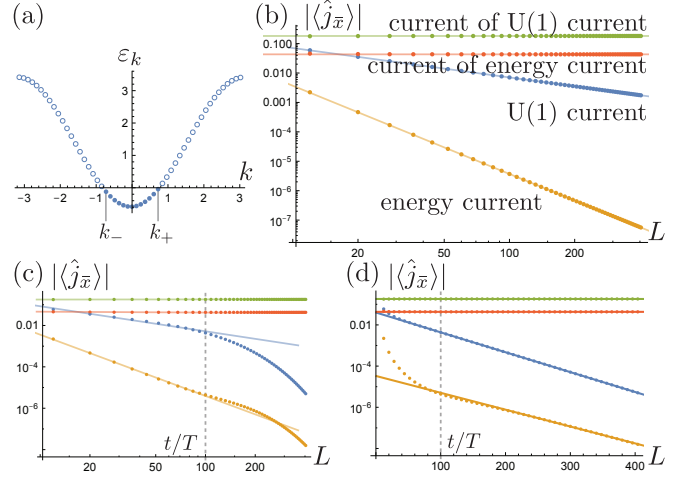 (a)
εk
3
2
1
-3 -2 -1 1 2 3
k
k− k+
(b) |⟨ĵx̄⟩|
current of U(1) current
0.100
current of energy current
0.010
U(1) current
0.001
10-4
10-5
energy current
10-6
10-7
20 50 100 200
L
(c) |⟨ĵx̄⟩|
0.01
10-4
10-6
t/T
20 50 100 200
L
(d) |⟨ĵx̄⟩|
0.01
10-4
10-6
t/T
100 200 300 400
L